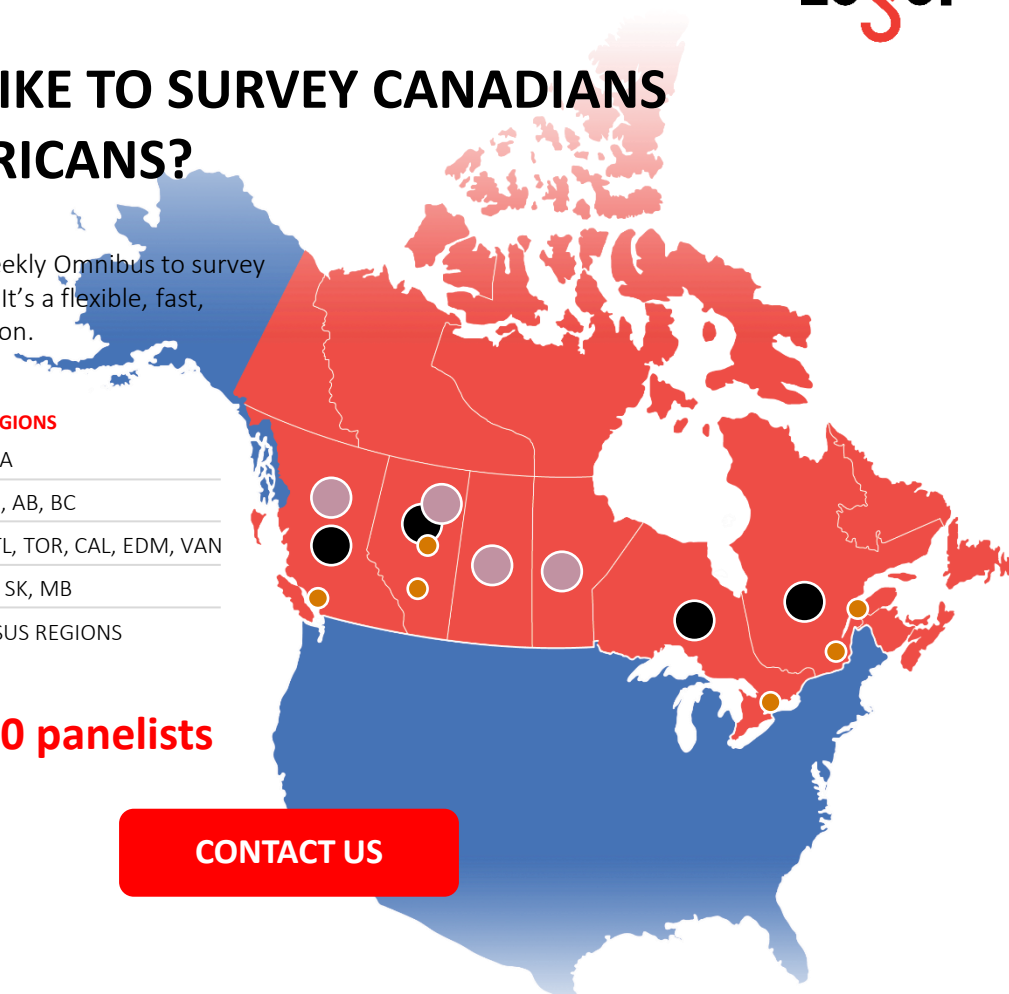 IKE TO SURVEY CANADIANS
RICANS?
eekly Omnibus to survey
It's a flexible, fast,
on.
GIONS
A
, AB, BC
TL, TOR, CAL, EDM, VAN
SK, MB
SUS REGIONS
0 panelists
CONTACT US